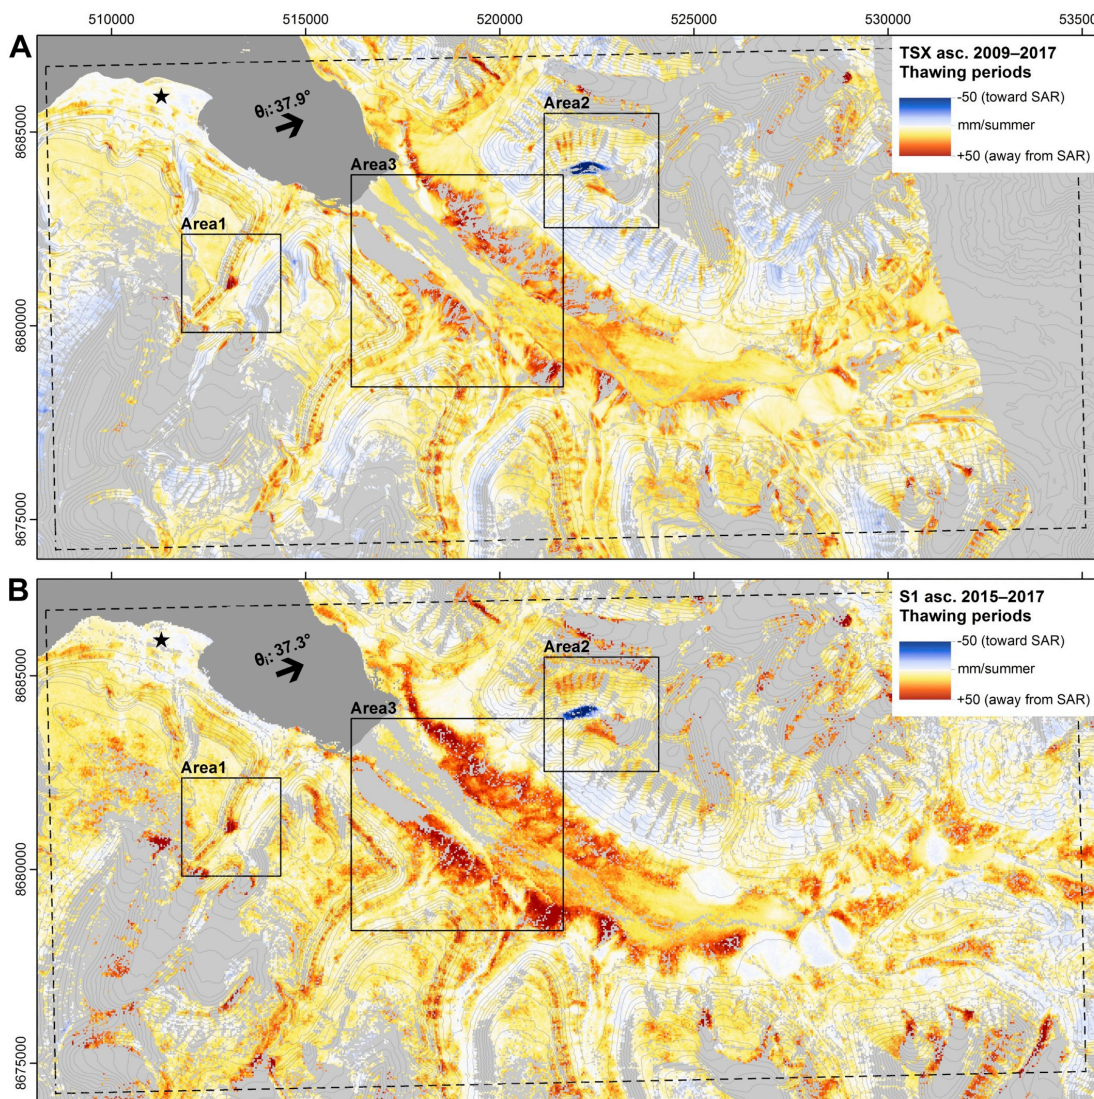 510000 515000 520000 525000 530000 53500
A
TSX asc. 2009–2017
Thawing periods
-50 (toward SAR)
mm/summer
+50 (away from SAR)
θi: 37.9°
Area2
Area3
Area1
8685000
8680000
8675000
B
S1 asc. 2015–2017
Thawing periods
-50 (toward SAR)
mm/summer
+50 (away from SAR)
θi: 37.3°
Area2
Area3
Area1
8685000
8680000
8675000